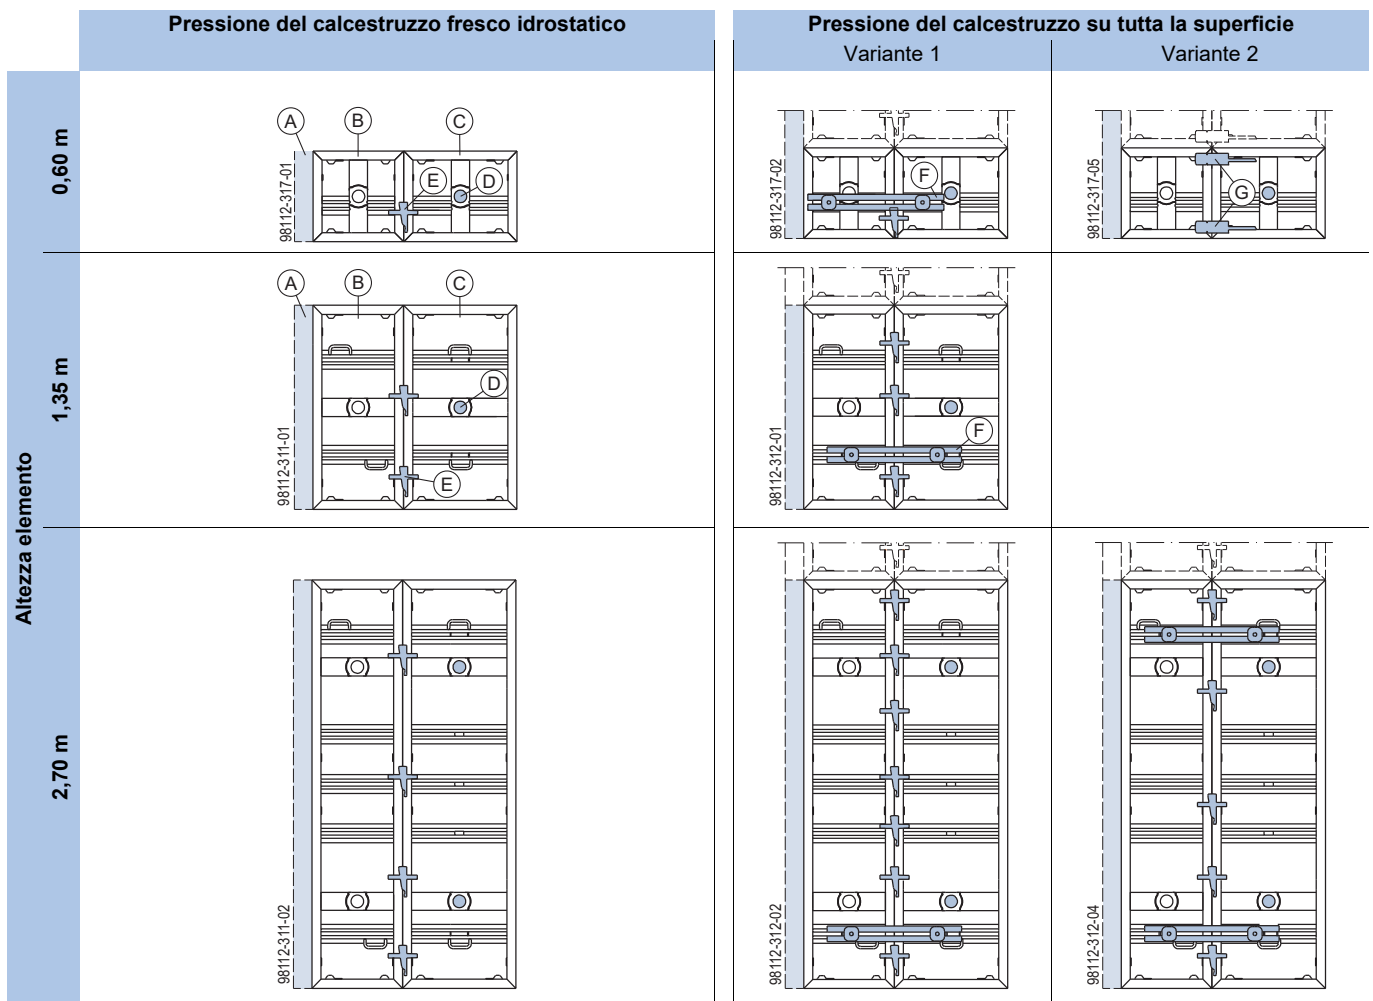 Pressione del calcestruzzo fresco idrostatico
Pressione del calcestruzzo su tutta la superficie
Variante 1
Variante 2
Altezza elemento
0,60 m
A
B
C
E
D
98112-317-01
F
98112-317-02
G
98112-317-05
1,35 m
A
B
C
D
E
98112-311-01
F
98112-312-01
2,70 m
98112-311-02
98112-312-02
98112-312-04